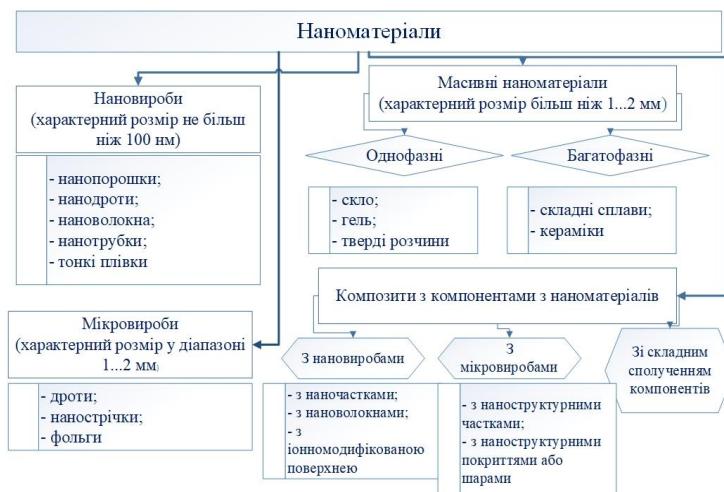 Наноматеріали
Нановироби
(характерний розмір не більш
ніж 100 нм)
- нанопорошки;
- нанодроти;
- нановолокна;
- нанотрубки;
- тонкі плівки
Мікровироби
(характерний розмір у діапазоні
1...2 мм)
- дроти;
- нанострічки;
- фольги
Масивні наноматеріали
(характерний розмір більш ніж 1...2 мм)
Однофазні
Багатофазні
- скло;
- гель;
- тверді розчини
- складні сплави;
- кераміки
Композити з компонентами з наноматеріалів
З нановиробами
З
мікровиробами
Зі складним
сполученням
компонентів
- з наночастками;
- з нановолокнами;
- з
іонномодифікованою
поверхнею
- з наноструктурними
частками;
- з наноструктурними
покриттями або
шарами